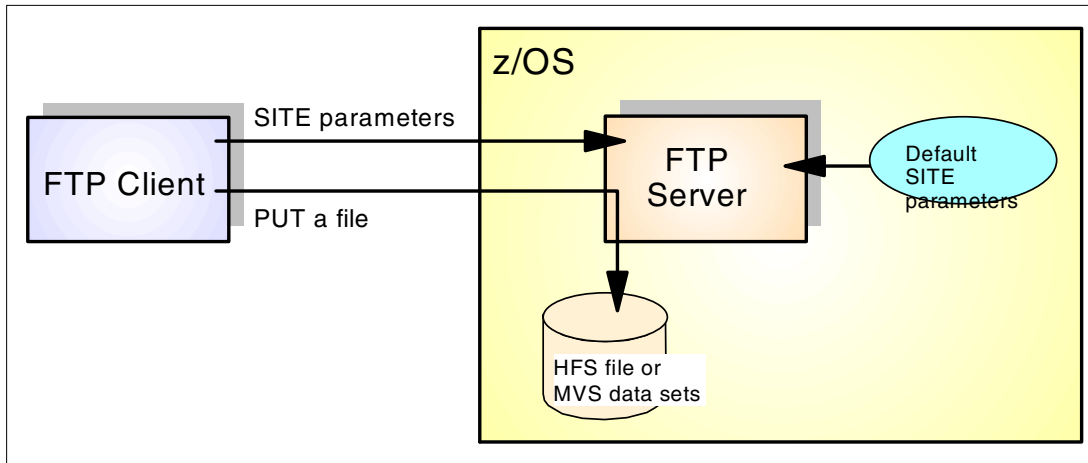 z/OS
SITE parameters
FTP Client
PUT a file
FTP
Server
Default
SITE
parameters
HFS file or
MVS data sets